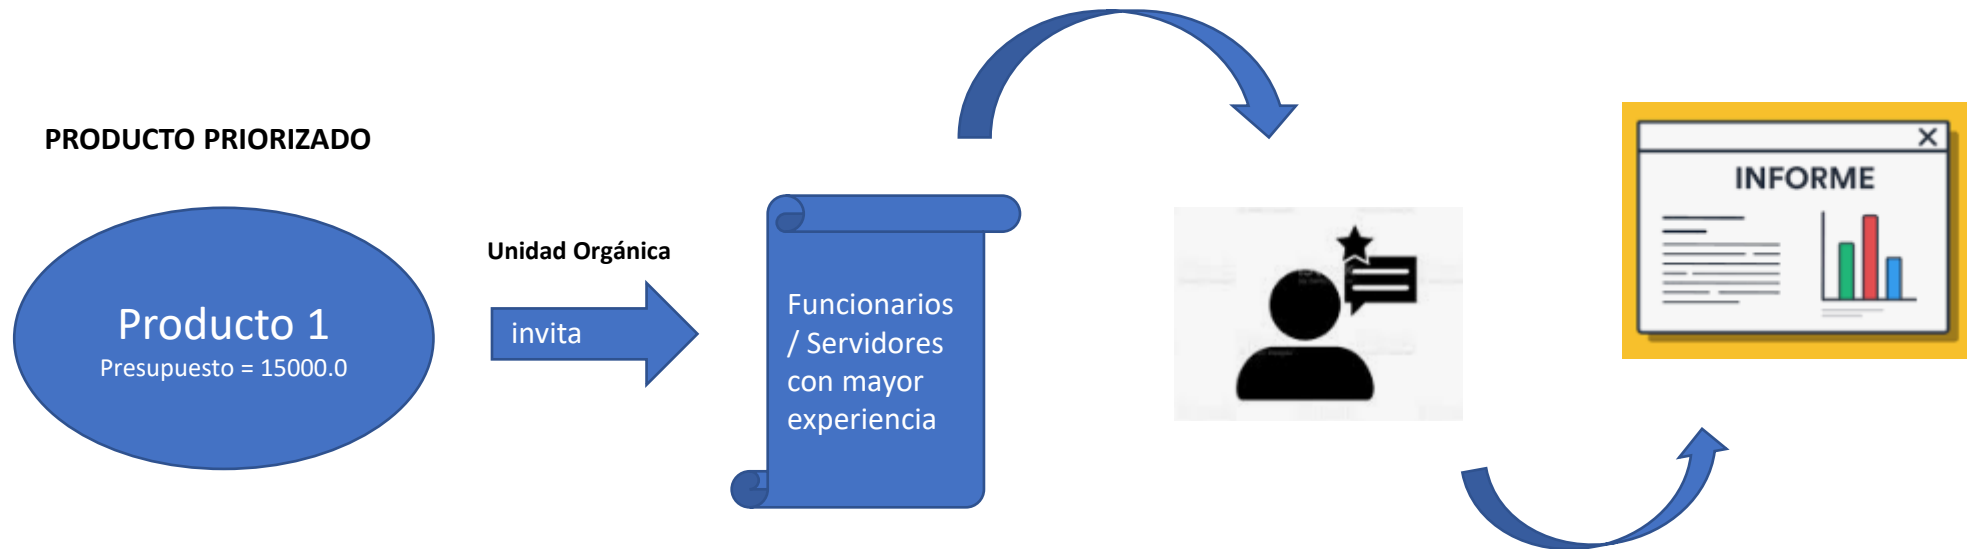 PRODUCTO PRIORIZADO
Producto 1
Presupuesto = 15000.0
Unidad Orgánica
invita
Funcionarios
/ Servidores
con mayor
experiencia
INFORME